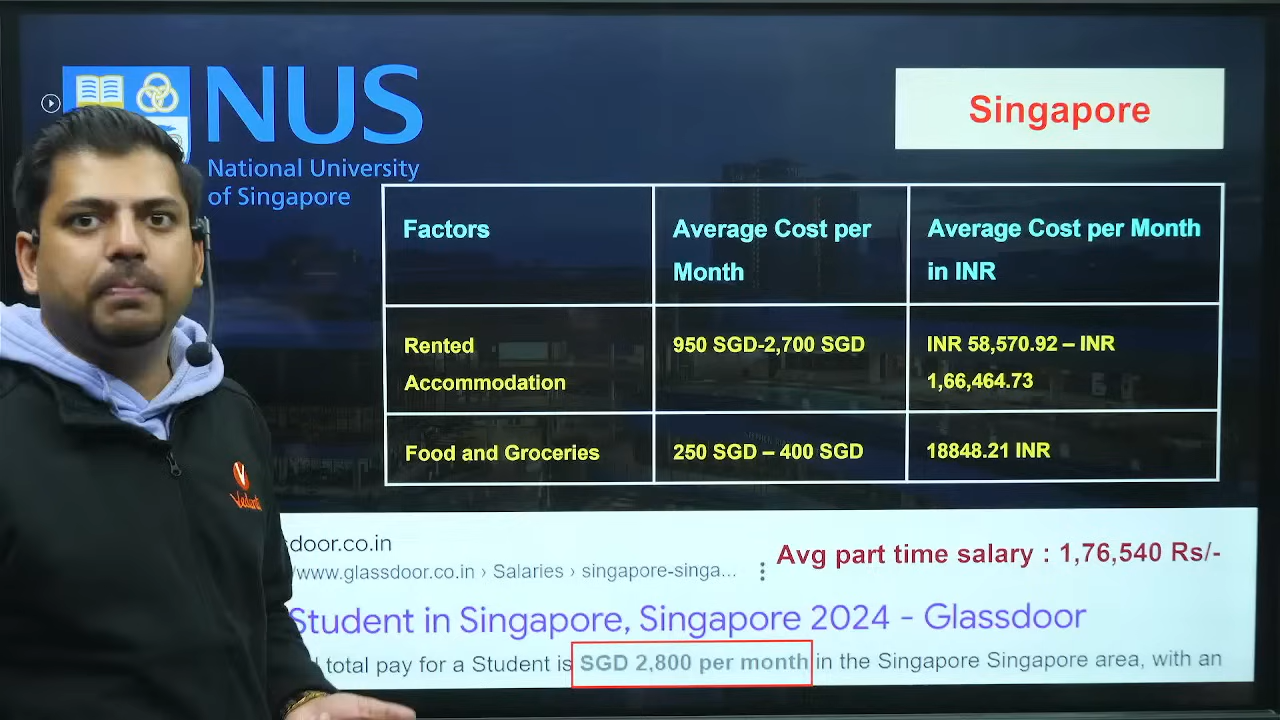 NUS
National University
of Singapore
Singapore
Factors
Average Cost per
Month
Average Cost per Month
in INR
Rented
Accommodation
950 SGD-2,700 SGD
INR 58,570.92 – INR
1,66,464.73
Food and Groceries
250 SGD – 400 SGD
18848.21 INR
sdoor.co.in
/www.glassdoor.co.in › Salaries › singapore-singa...
Avg part time salary : 1,76,540 Rs/-
Student in Singapore, Singapore 2024 - Glassdoor
total pay for a Student is SGD 2,800 per month in the Singapore Singapore area, with an